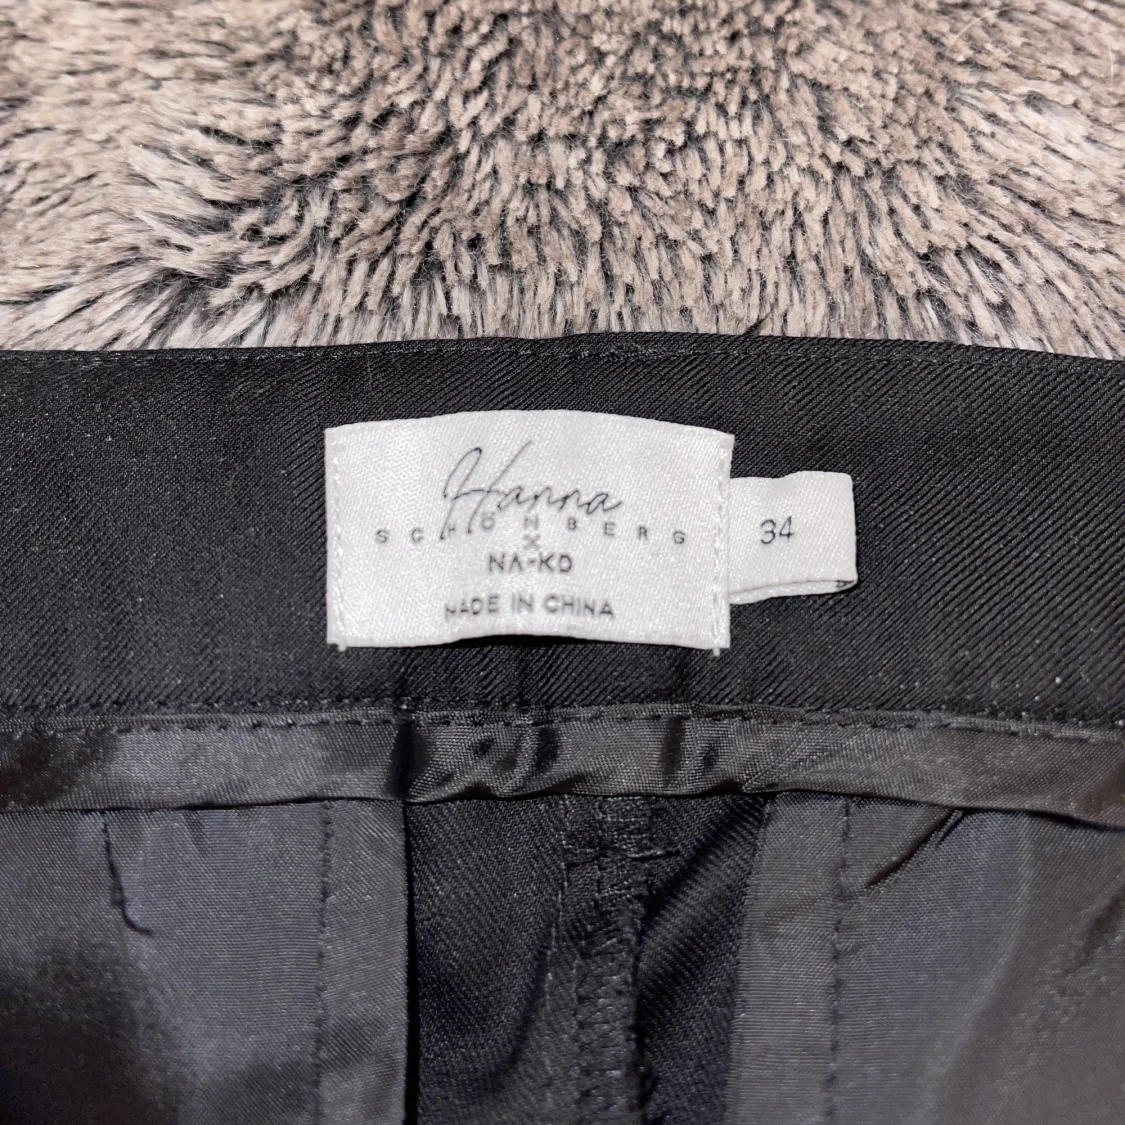 Hanna
SCHÖNBERG
X
NA-KD
MADE IN CHINA
34